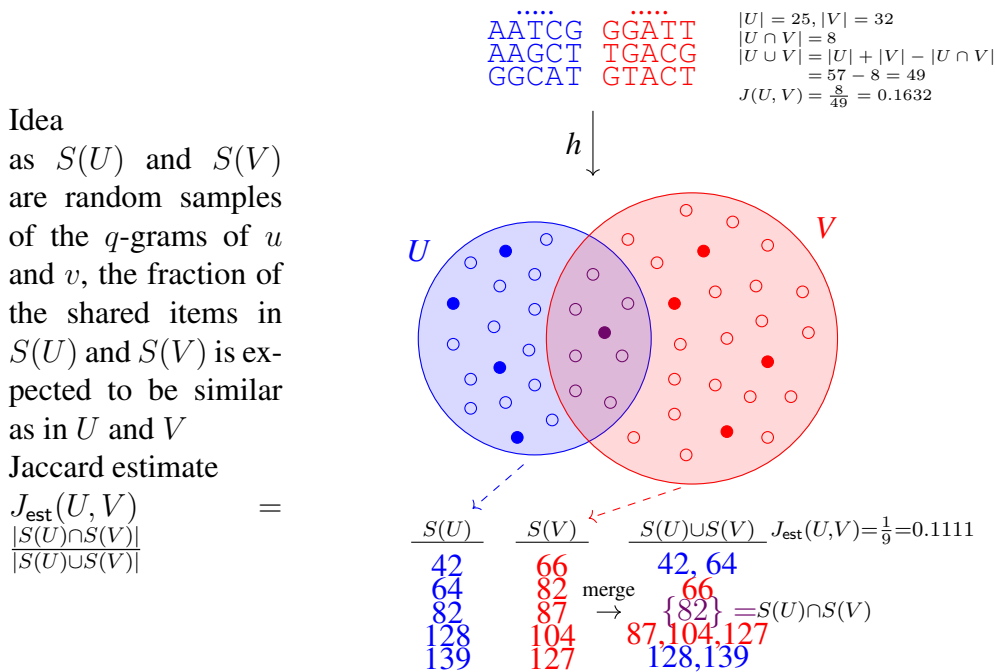 .....
.....
AATCG GGATT
AAGCT TGACG
GGCAT GTACT
|U| = 25, |V| = 32
|U ∩ V| = 8
|U ∪ V| = |U| + |V| − |U ∩ V|
= 57 − 8 = 49
J(U, V) = 8/49 = 0.1632
h
Idea
as S(U) and S(V)
are random samples
of the q-grams of u
and v, the fraction of
the shared items in
S(U) and S(V) is ex-
pected to be similar
as in U and V
Jaccard estimate
J_est(U, V) =
|S(U)∩S(V)|
|S(U)∪S(V)|
U
V
S(U) S(V) S(U)∪S(V) J_est(U,V)=1/9=0.1111
42 66 42, 64
64 82 66
82 87 merge → {82} =S(U)∩S(V)
128 104 87,104,127
139 127 128,139